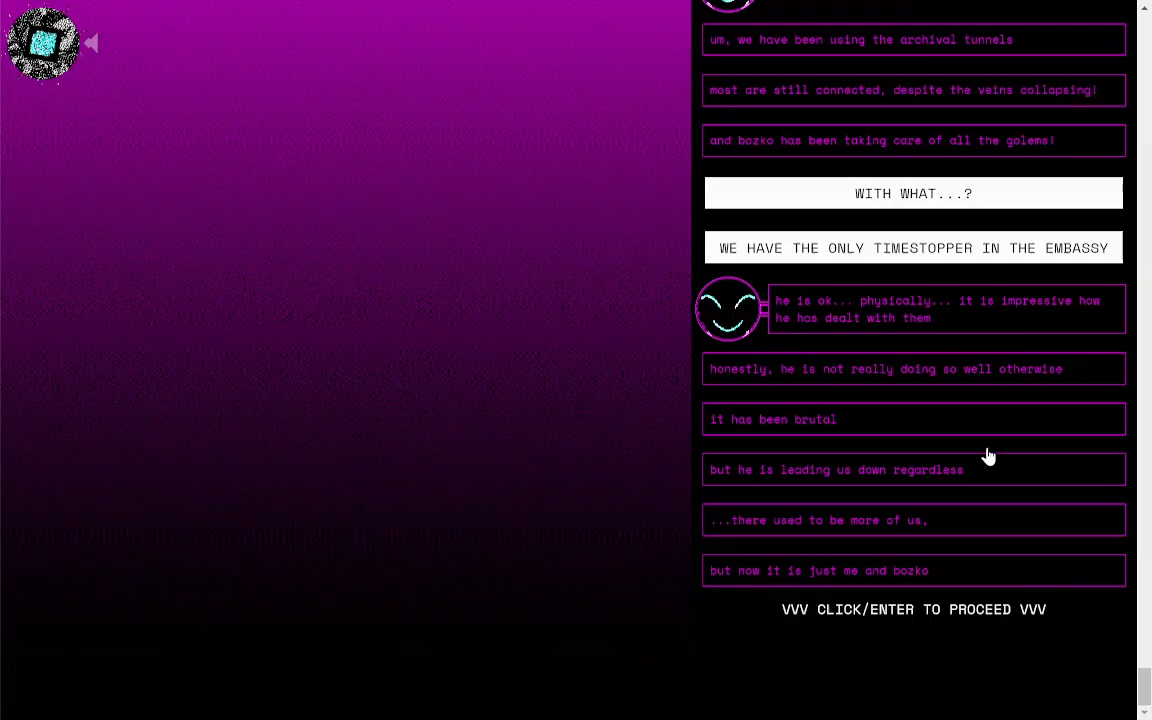 um, we have been using the archival tunnels
most are still connected, despite the veins collapsing!
and bozko has been taking care of all the golems!
WITH WHAT...?
WE HAVE THE ONLY TIMESTOPPER IN THE EMBASSY
he is ok... physically... it is impressive how
he has dealt with them
honestly, he is not really doing so well otherwise
it has been brutal
but he is leading us down regardless
...there used to be more of us,
but now it is just me and bozko
VVV CLICK/ENTER TO PROCEED VVV